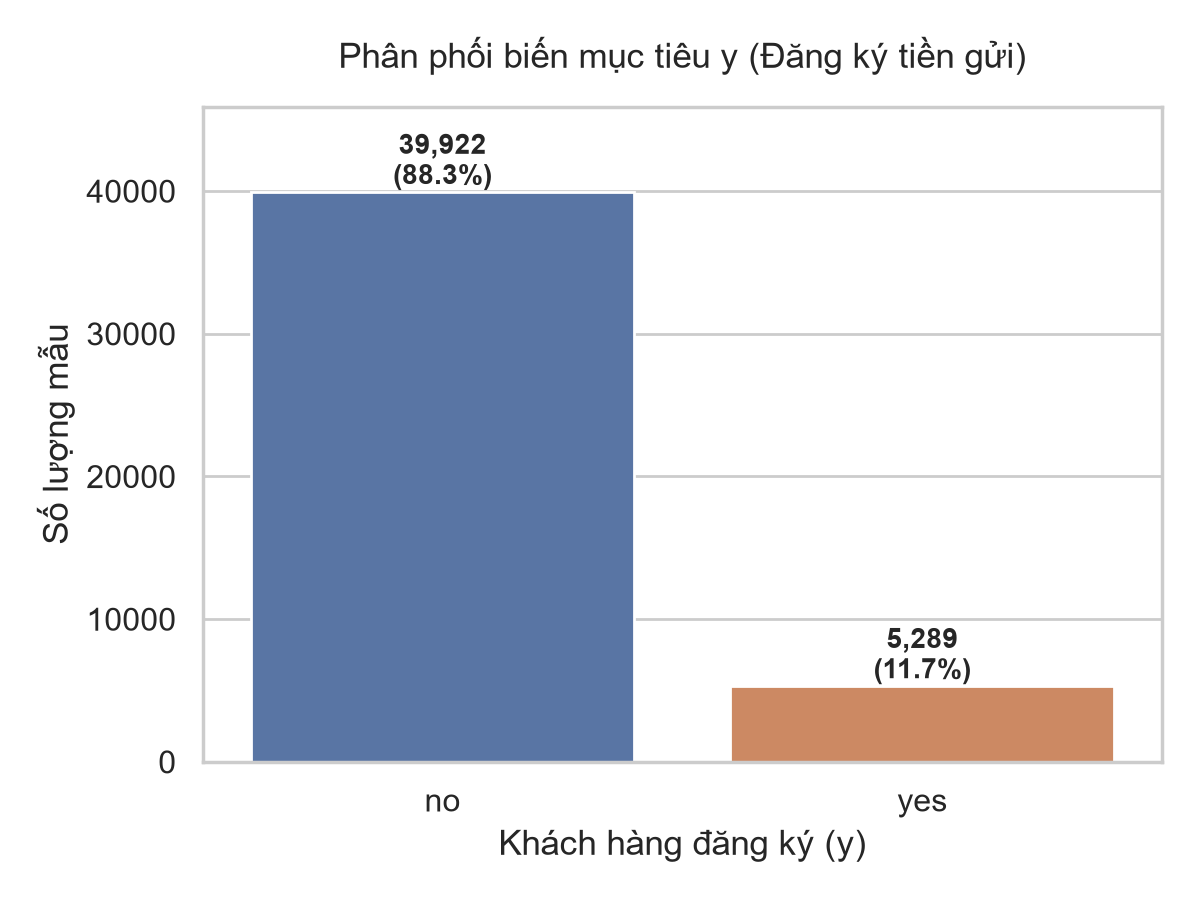 Phân phối biến mục tiêu y (Đăng ký tiền gửi)
39,922
(88.3%)
40000
30000
20000
10000
0
Số lượng mẫu
5,289
(11.7%)
no
yes
Khách hàng đăng ký (y)